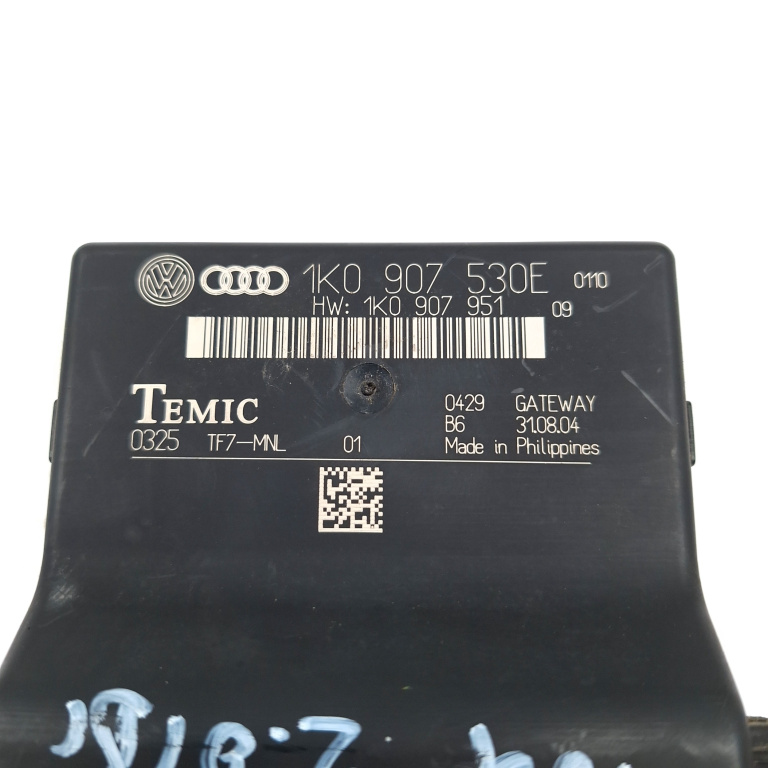 1K0 907 530E 0110
HW: 1K0 907 951 09
TEMIC 0429 GATEWAY
B6 31.08.04
0325 TF7-MNL 01 Made in Philippines